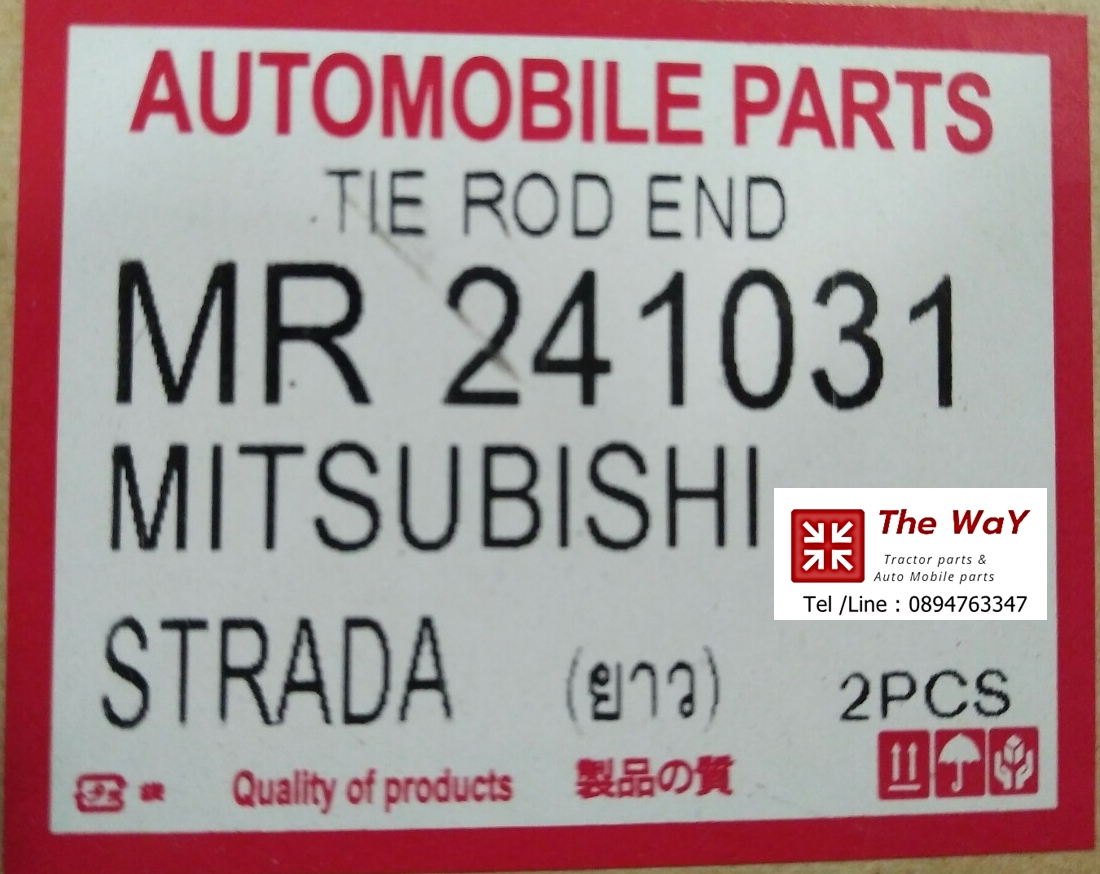 AUTOMOBILE PARTS
TIE ROD END
MR 241031
MITSUBISHI
The WaY
Tractor parts &
Auto Mobile parts
Tel /Line : 0894763347
STRADA (ยาว) 2PCS
Quality of products 製品の質